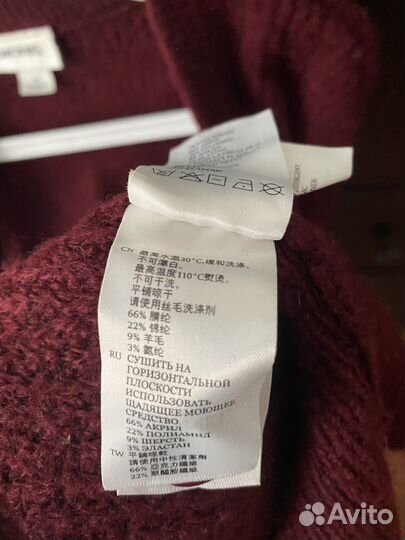 CN 最高水温30°C,缓和洗涤。
不可漂白。
最高温度110°C熨烫。
不可干洗。
平铺晾干
请使用丝毛洗涤剂
66% 腈纶
22% 锦纶
9% 羊毛
3% 氨纶
RU СУШИТЬ НА
ГОРИЗОНТАЛЬНОЙ
ПЛОСКОСТИ
ИСПОЛЬЗОВАТЬ
ЩАДЯЩЕЕ МОЮЩЕЕ
СРЕДСТВО
66% АКРИЛ
22% ПОЛИАМИД
9% ШЕРСТЬ
3% ЭЛАСТАН
TW 平鋪晾乾
請使用中性清潔劑
66% 亞克力纖維
22% 聚醯胺纖維
Avito